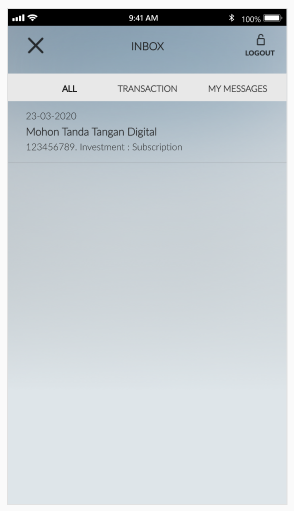 9:41 AM
100%
INBOX
LOGOUT
ALL
TRANSACTION
MY MESSAGES
23-03-2020
Mohon Tanda Tangan Digital
123456789. Investment : Subscription